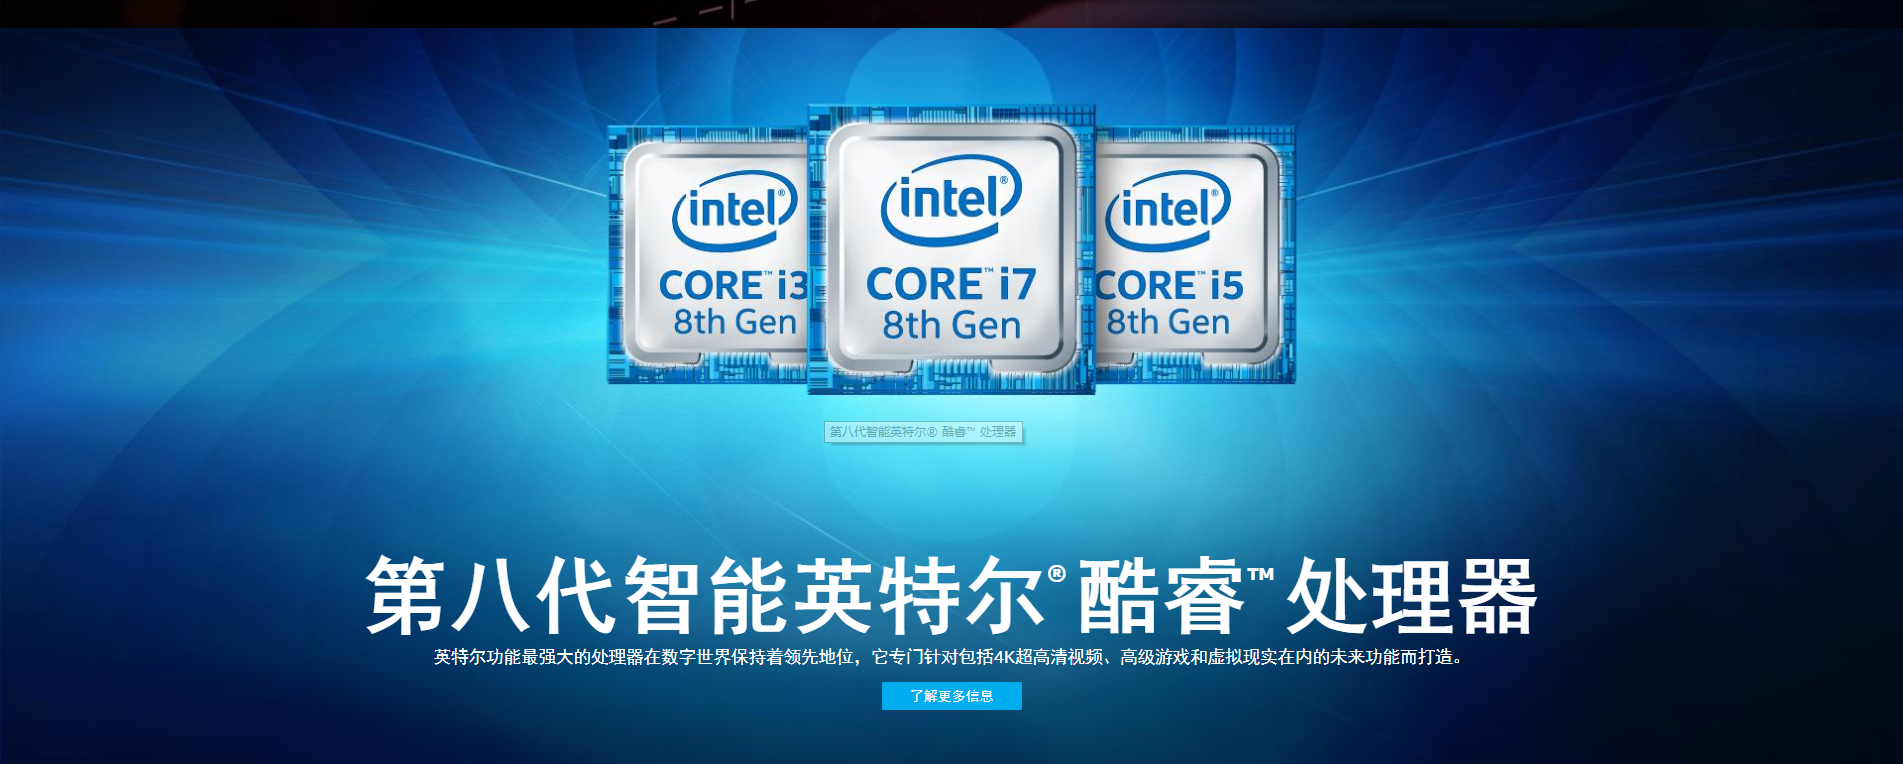 intel®
CORE™ i3
8th Gen
intel®
CORE™ i7
8th Gen
intel®
CORE™ i5
8th Gen
第八代智能英特尔® 酷睿™ 处理器
第八代智能英特尔®酷睿™ 处理器
英特尔功能最强大的处理器在数字世界保持着领先地位，它专门针对包括4K超高清视频、高级游戏和虚拟现实在内的未来功能而打造。
了解更多信息